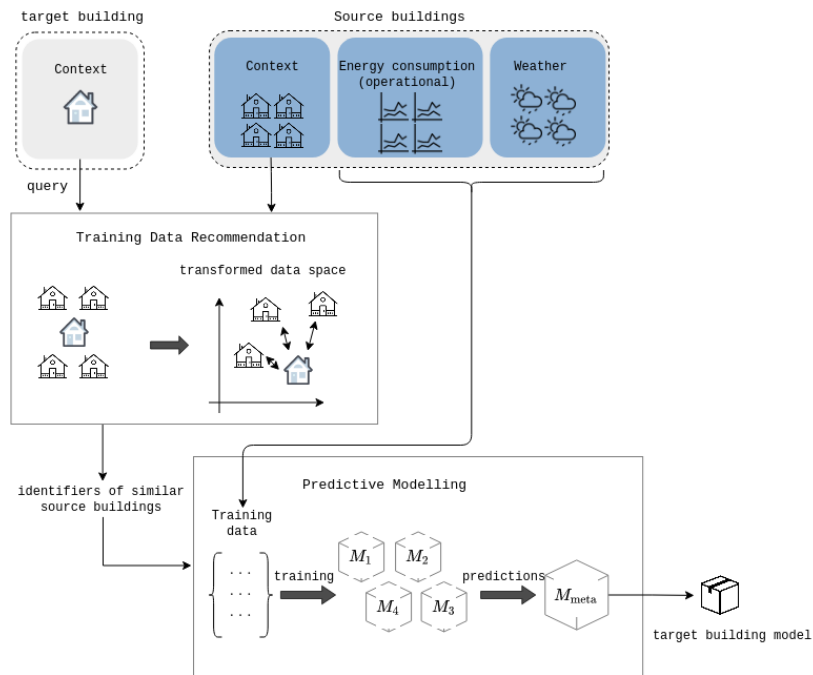 target building
Source buildings
Context
Context
Energy consumption
(operational)
Weather
query
Training Data Recommendation
transformed data space
identifiers of similar
source buildings
Predictive Modelling
Training
data
...
...
...
training
M1
M2
M4
M3
predictions
Mmeta
target building model